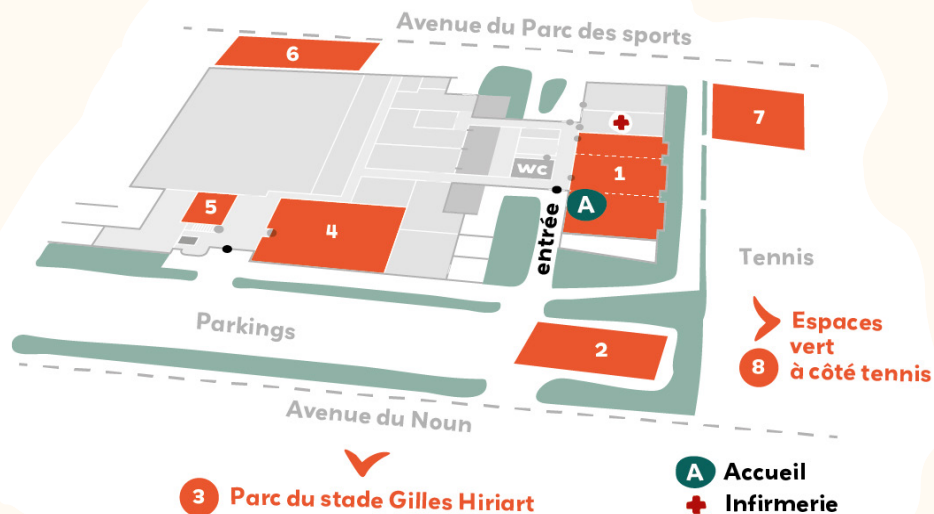 Avenue du Parc des sports
6
7
1
wc
A
5
4
entrée
Tennis
Parkings
2
Espaces
vert
8 à côté tennis
Avenue du Noun
3 Parc du stade Gilles Hiriart
A Accueil
Infirmerie